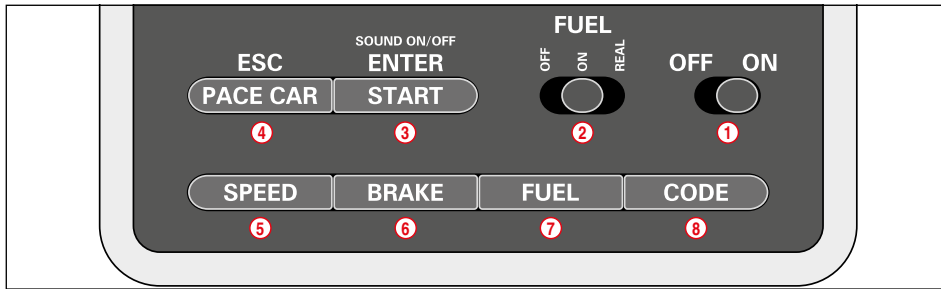 FUEL
SOUND ON/OFF
ESC ENTER OFF ON REAL OFF ON
PACE CAR START
4 3 2 1
SPEED BRAKE FUEL CODE
5 6 7 8